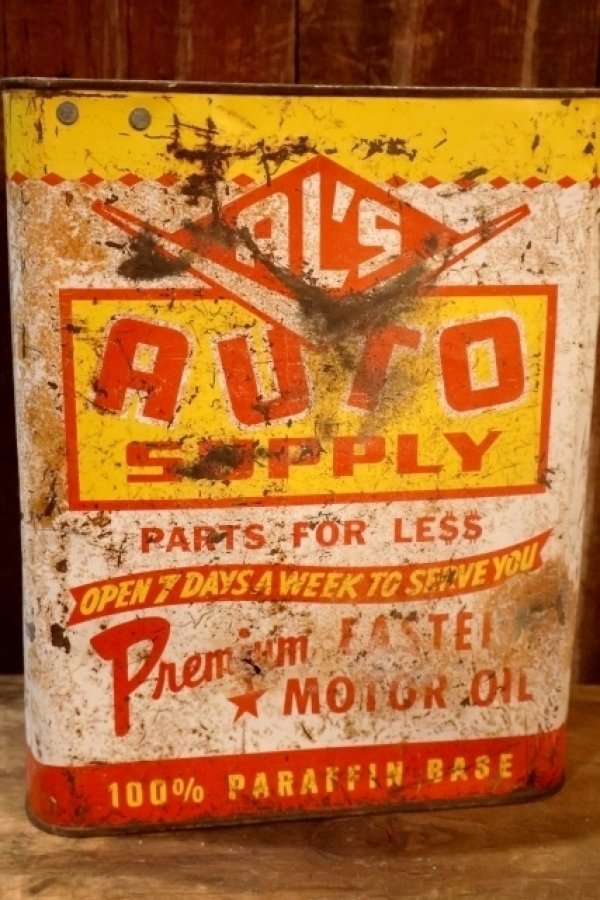 AL'S
AUTO
SUPPLY
PARTS FOR LE$$
OPEN 7 DAYS A WEEK TO SERVE YOU
Premium EASTERN
★ MOTOR OIL
100% PARAFFIN BASE